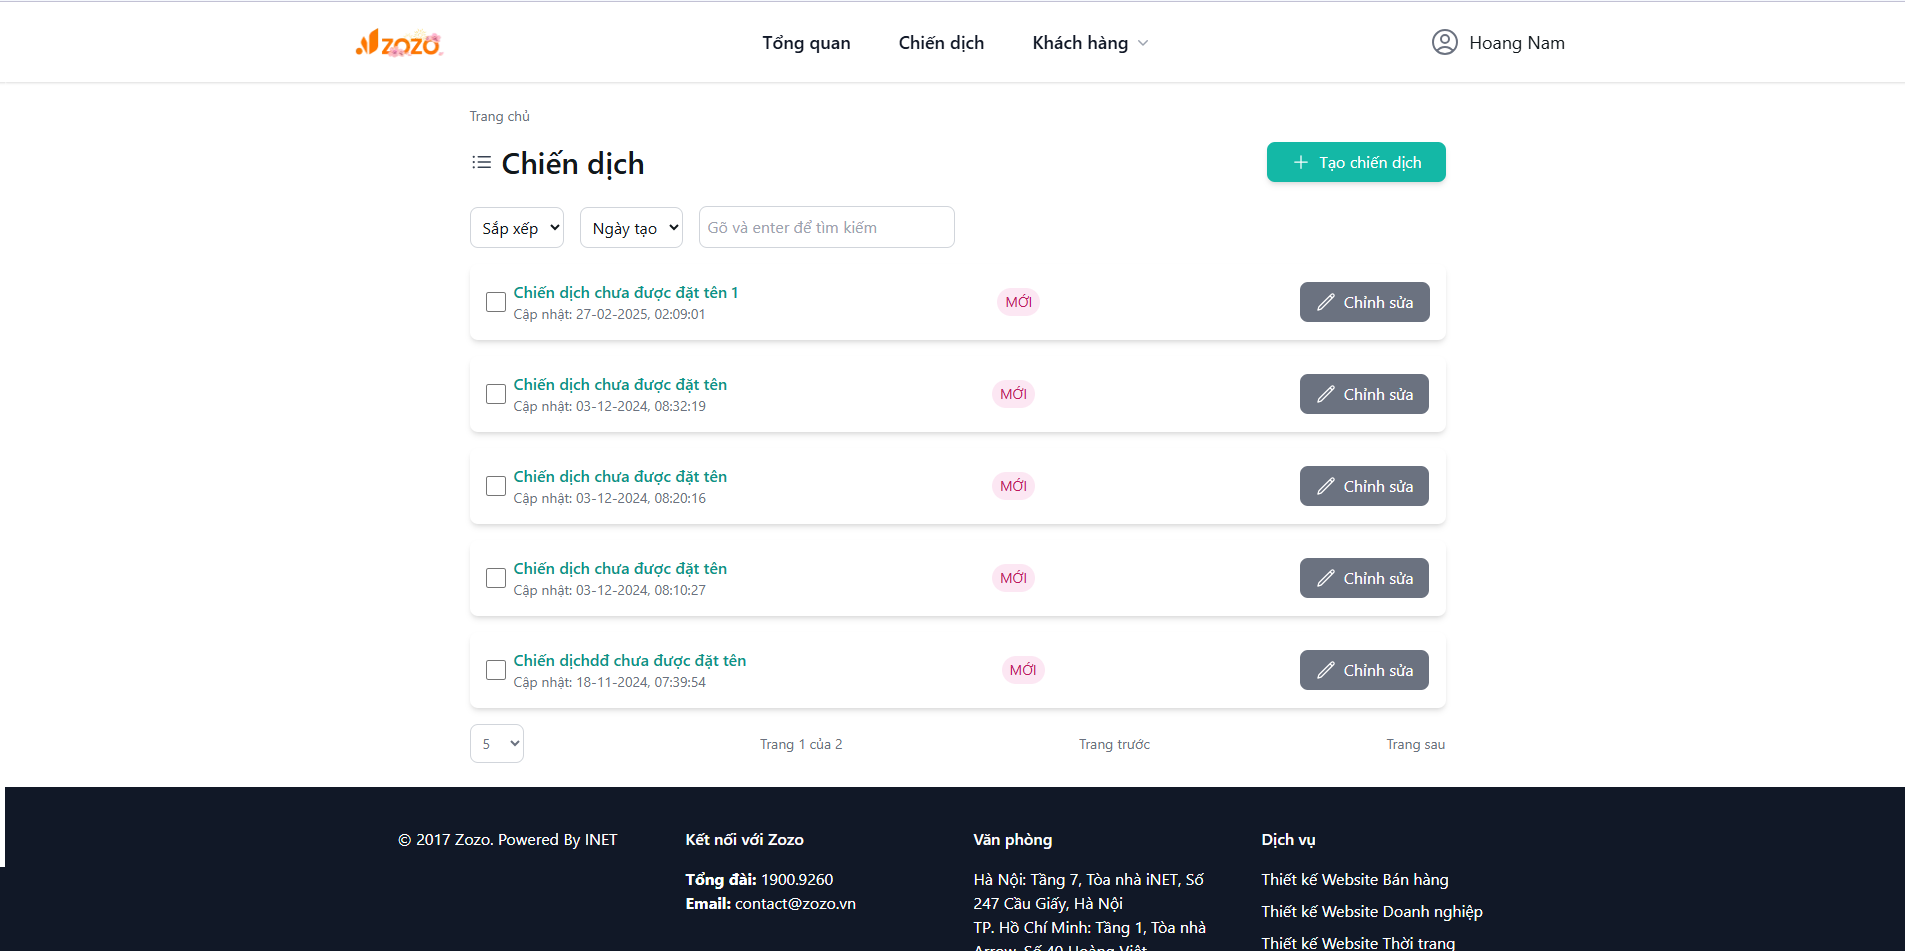 zozo
Tổng quan Chiến dịch Khách hàng
Hoang Nam
Trang chủ
Chiến dịch
Tạo chiến dịch
Sắp xếp Ngày tạo Gõ và enter để tìm kiếm
Chiến dịch chưa được đặt tên 1
Cập nhật: 27-02-2025, 02:09:01
MỚI
Chỉnh sửa
Chiến dịch chưa được đặt tên
Cập nhật: 03-12-2024, 08:32:19
MỚI
Chỉnh sửa
Chiến dịch chưa được đặt tên
Cập nhật: 03-12-2024, 08:20:16
MỚI
Chỉnh sửa
Chiến dịch chưa được đặt tên
Cập nhật: 03-12-2024, 08:10:27
MỚI
Chỉnh sửa
Chiến dịchdđ chưa được đặt tên
Cập nhật: 18-11-2024, 07:39:54
MỚI
Chỉnh sửa
5 Trang 1 của 2 Trang trước Trang sau
© 2017 Zozo. Powered By INET
Kết nối với Zozo
Tổng đài: 1900.9260
Email: contact@zozo.vn
Văn phòng
Hà Nội: Tầng 7, Tòa nhà iNET, Số
247 Cầu Giấy, Hà Nội
TP. Hồ Chí Minh: Tầng 1, Tòa nhà
Arrow, Số 40 Hoàng Việt
Dịch vụ
Thiết kế Website Bán hàng
Thiết kế Website Doanh nghiệp
Thiết kế Website Thời trang